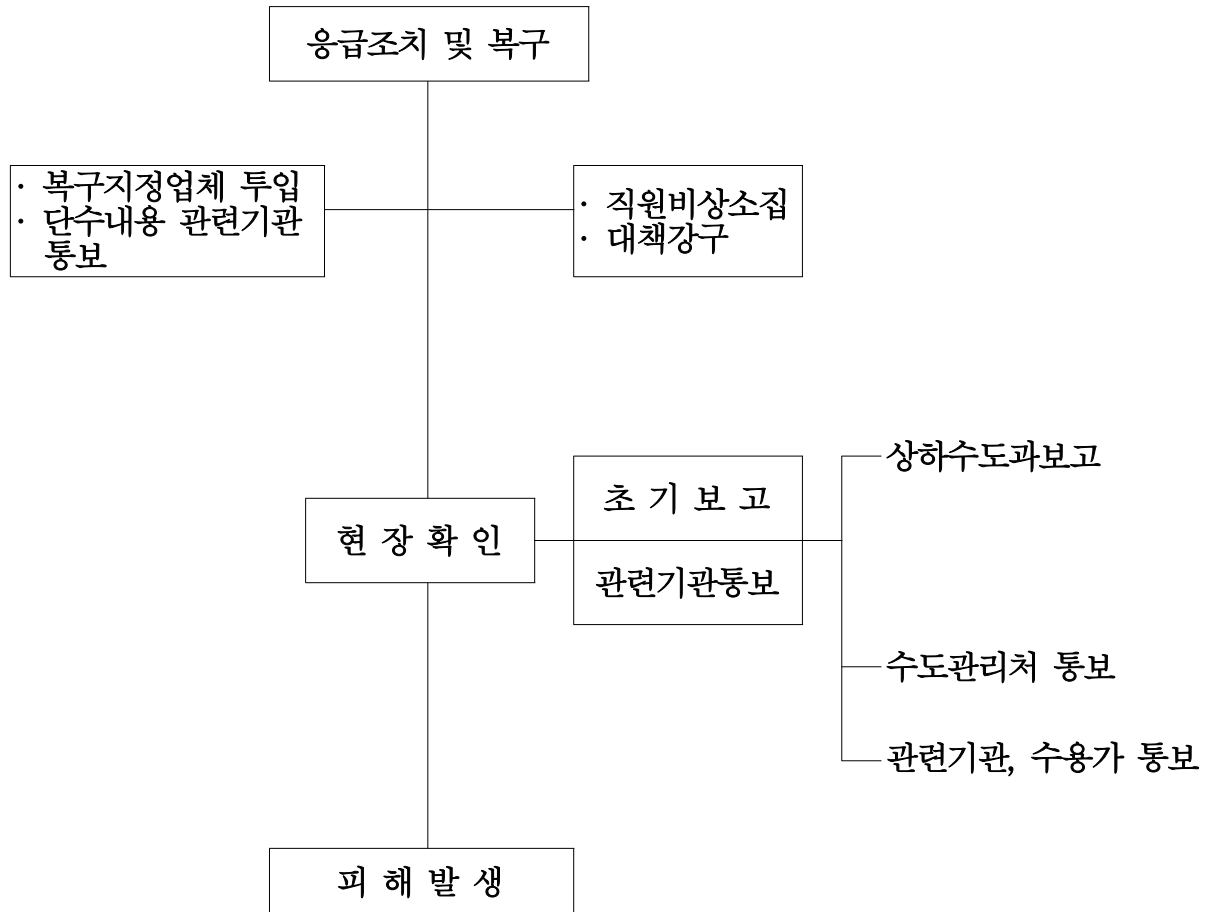 응급조치 및 복구
· 복구지정업체 투입
· 단수내용 관련기관
통보
· 직원비상소집
· 대책강구
상하수도과보고
초 기 보 고
현 장 확 인
관련기관통보
수도관리처 통보
관련기관, 수용가 통보
피 해 발 생